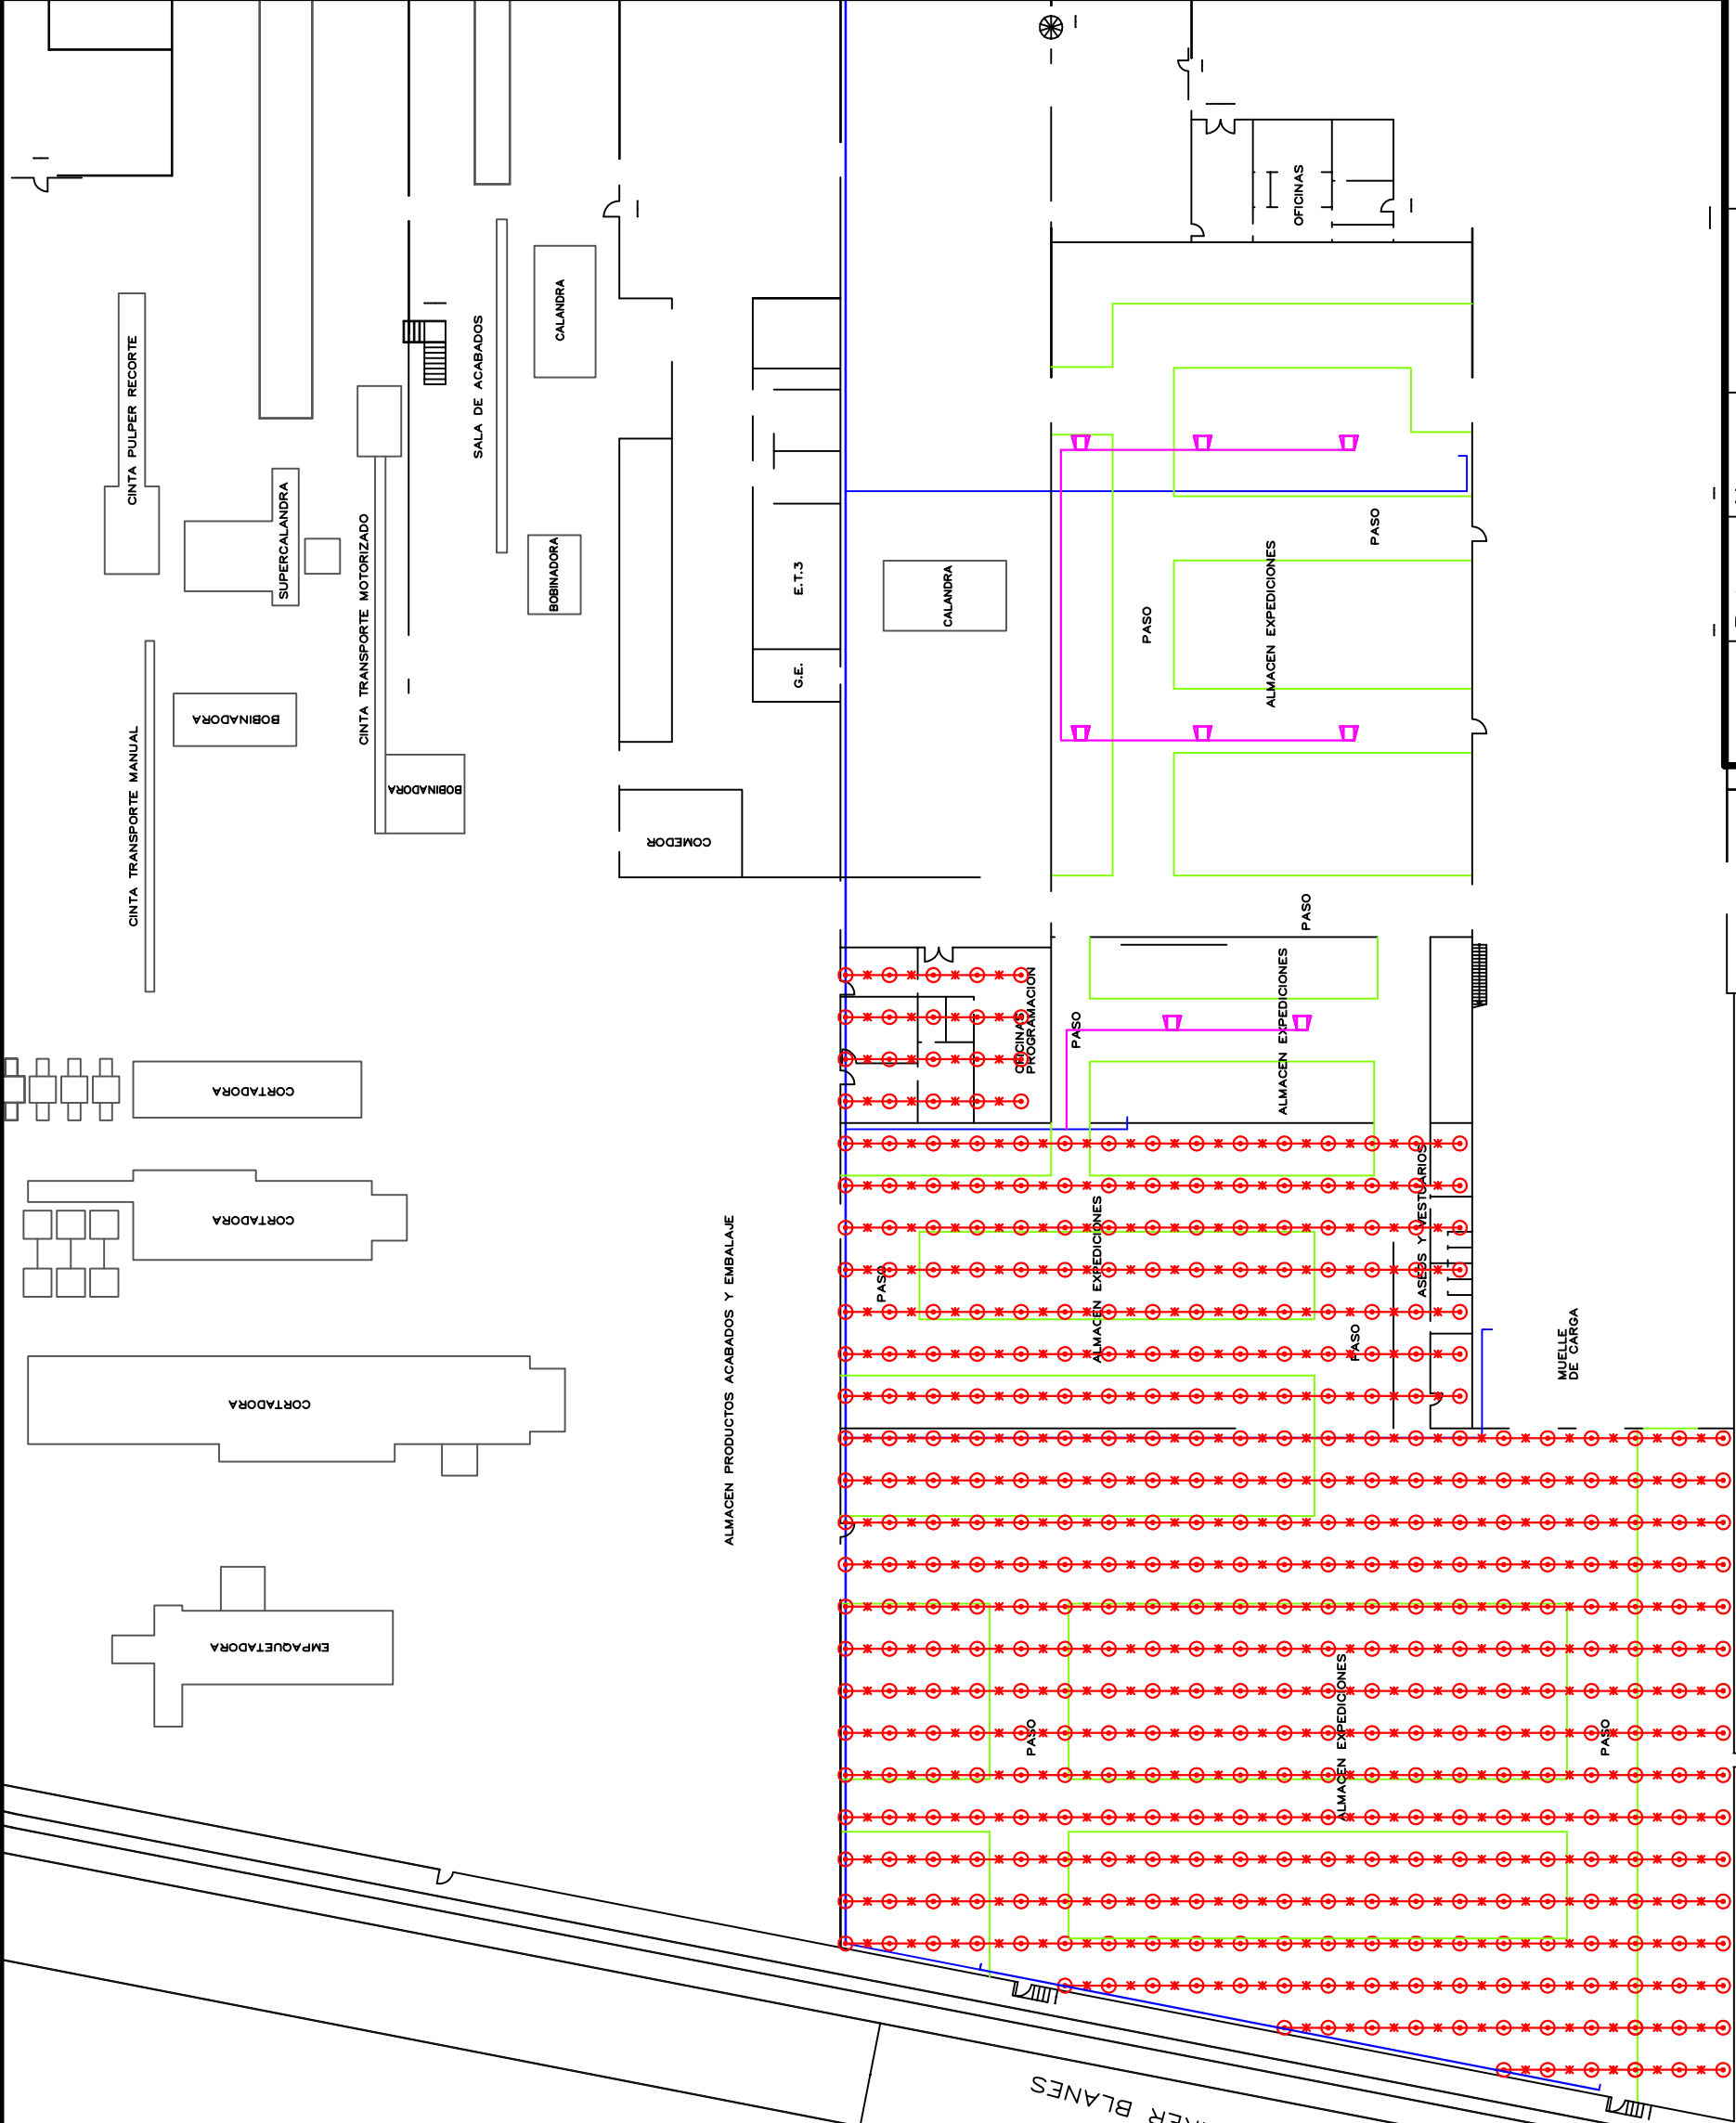 OFICINAS
CINTA PULPER RECORTE
SALA DE ACABADOS
CALANDRA
SUPERCALANDRA
CINTA TRANSPORTE MOTORIZADO
BOBINADORA
E.T.3
CALANDRA
PASO
PASO
ALMACEN EXPEDICIONES
G.E.
BOBINADORA
BOBINADORA
CINTA TRANSPORTE MANUAL
COMEDOR
PASO
OFICINAS
PROGRAMACION
PASO
ALMACEN EXPEDICIONES
CORTADORA
CORTADORA
ALMACEN PRODUCTOS ACABADOS Y EMBALAJE
PASO
ALMACEN EXPEDICIONES
PASO
ASEOS Y VESTUARIOS
MUELLE
DE CARGA
CORTADORA
EMPAQUETADORA
PASO
ALMACEN EXPEDICIONES
PASO
BLANES